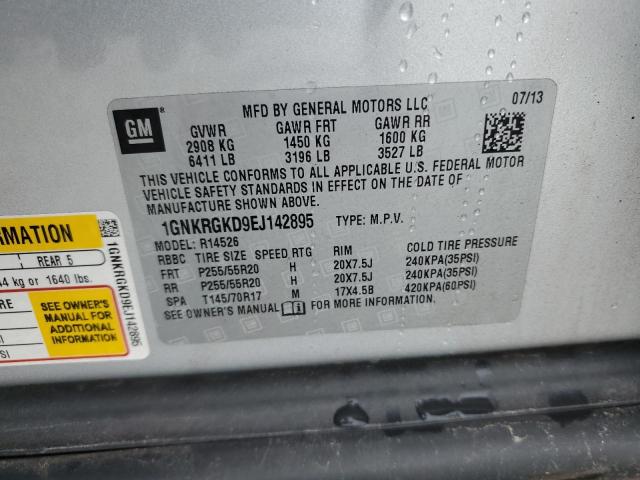 GM
MFD BY GENERAL MOTORS LLC 07/13
GVWR GAWR FRT GAWR RR
2908 KG 1450 KG 1600 KG
6411 LB 3196 LB 3527 LB
THIS VEHICLE CONFORMS TO ALL APPLICABLE U.S. FEDERAL MOTOR
VEHICLE SAFETY STANDARDS IN EFFECT ON THE DATE OF
MANUFACTURE SHOWN ABOVE.
1GNKRGKD9EJ142895 TYPE: M.P.V.
MODEL: R14526
RBBC TIRE SIZE SPEED RTG RIM COLD TIRE PRESSURE
FRT P255/55R20 H 20X7.5J 240KPA(35PSI)
RR P255/55R20 H 20X7.5J 240KPA(35PSI)
SPA T145/70R17 M 17X4.5B 420KPA(60PSI)
SEE OWNER'S MANUAL FOR MORE INFORMATION.
RMATION
REAR 5
44 kg or 1640 lbs.
RE
SEE OWNER'S
MANUAL FOR
ADDITIONAL
INFORMATION
SI
1GNKRGKD9EJ142895